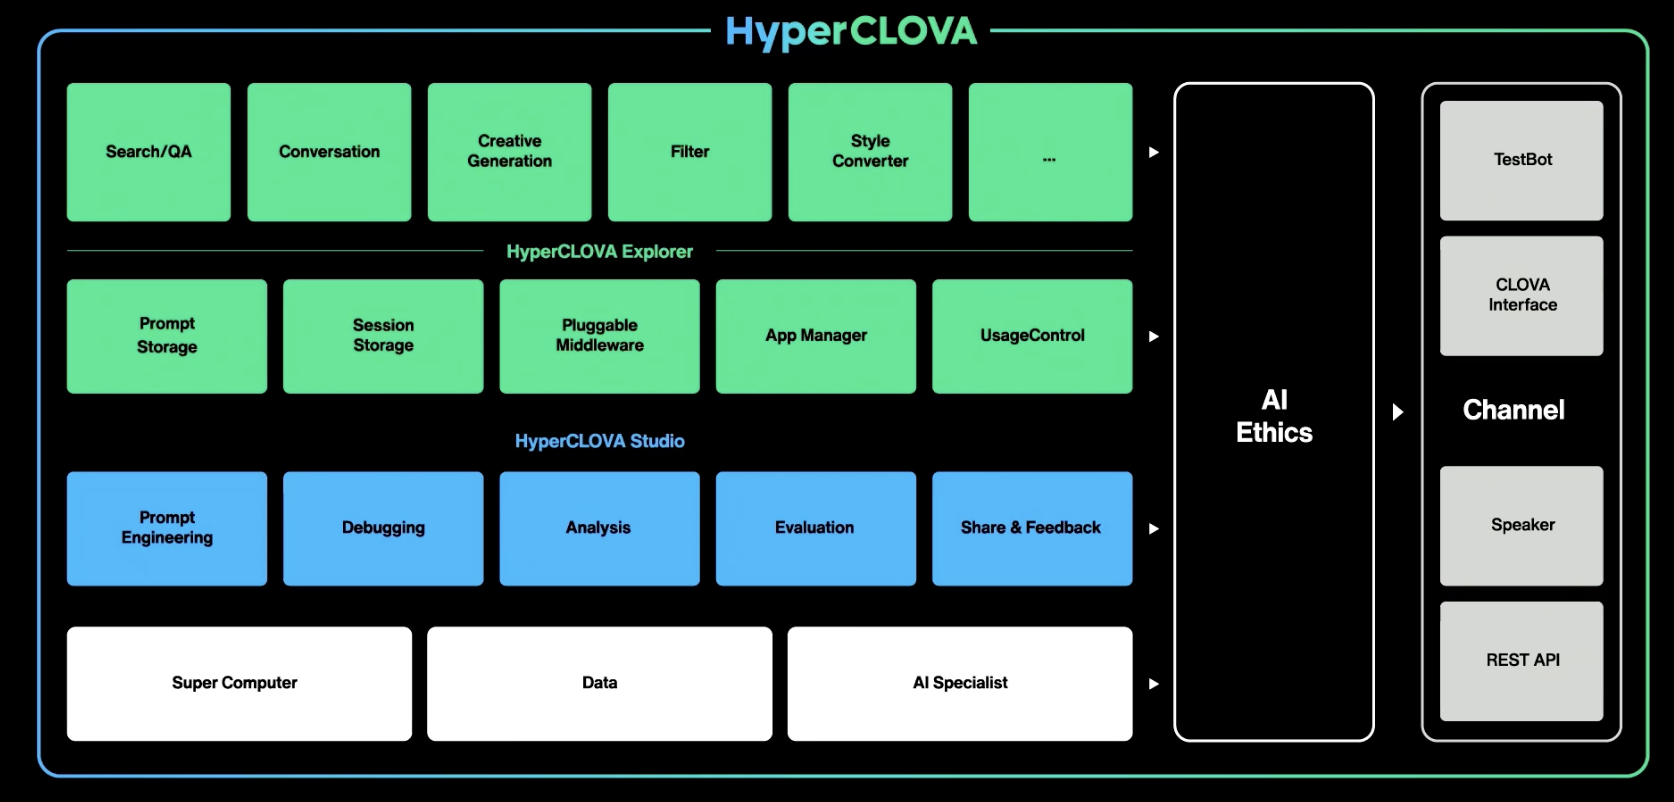 HyperCLOVA
Search/QA
Conversation
Creative
Generation
Filter
Style
Converter
...
HyperCLOVA Explorer
Prompt
Storage
Session
Storage
Pluggable
Middleware
App Manager
UsageControl
HyperCLOVA Studio
Prompt
Engineering
Debugging
Analysis
Evaluation
Share & Feedback
Super Computer
Data
AI Specialist
AI
Ethics
TestBot
CLOVA
Interface
Channel
Speaker
REST API